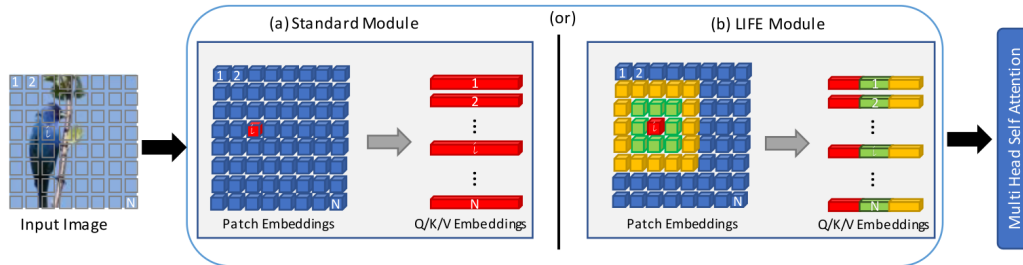 (a) Standard Module
(or)
(b) LIFE Module
1 2
i
N
Input Image
1 2
i
N
Patch Embeddings
1
2
i
N
Q/K/V Embeddings
1 2
i
N
Patch Embeddings
1
2
i
N
Q/K/V Embeddings
Multi Head Self Attention